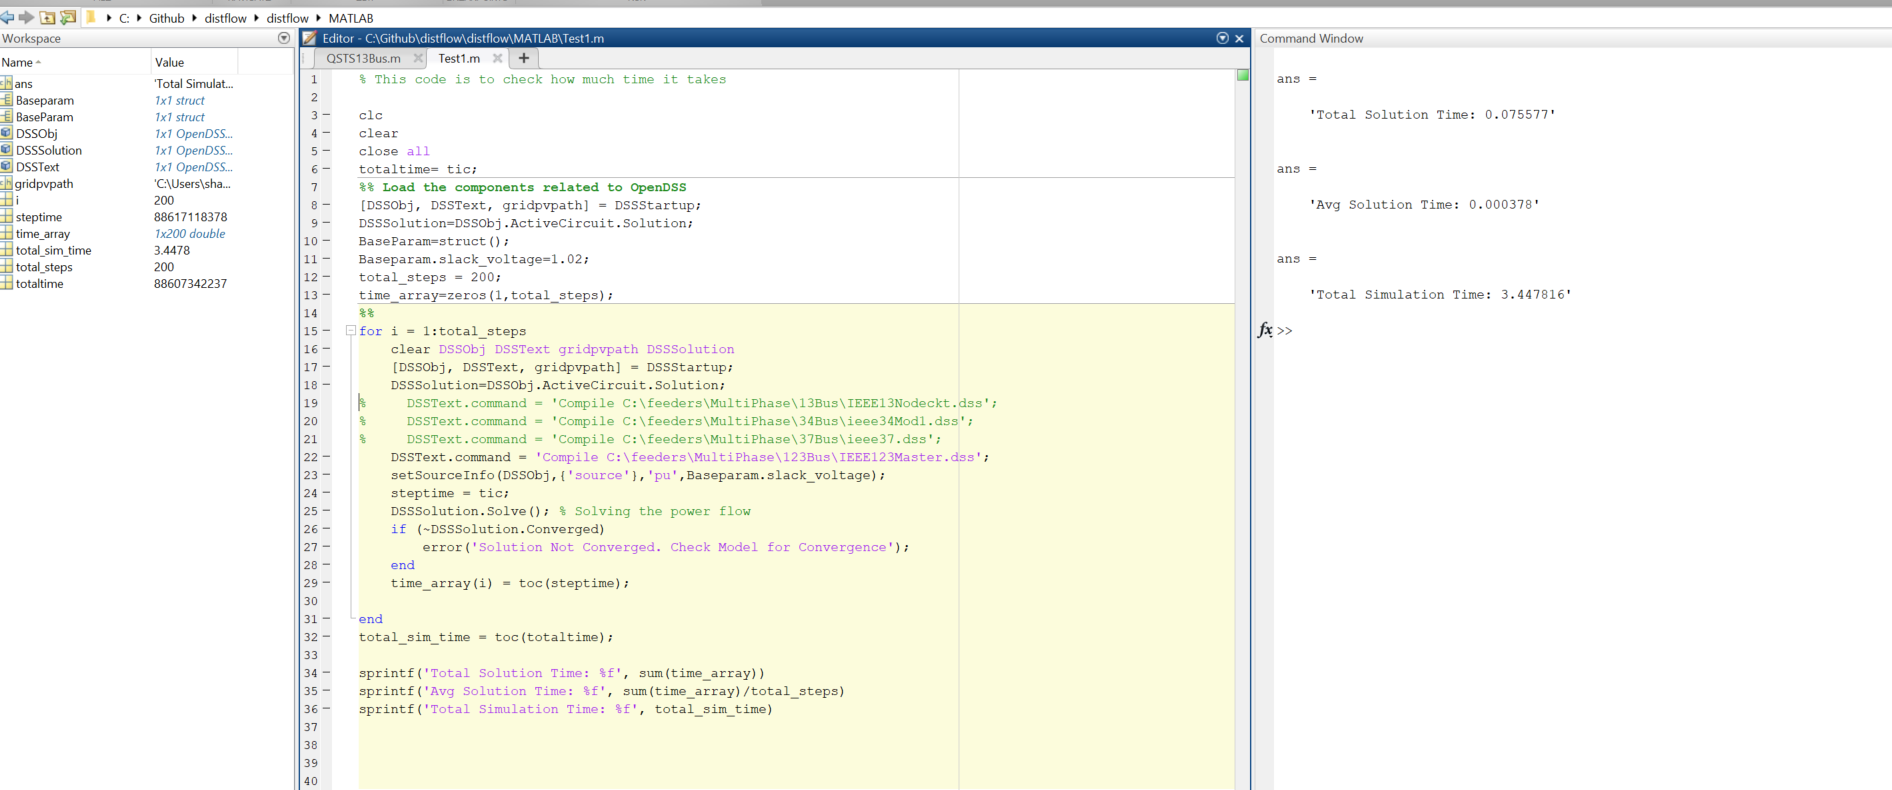 C: Github distflow distflow MATLAB
Workspace
Name Value
ans 'Total Simulat...
Baseparam 1x1 struct
BaseParam 1x1 struct
DSSObj 1x1 OpenDSS...
DSSSolution 1x1 OpenDSS...
DSSText 1x1 OpenDSS...
gridpvpath 'C:\Users\sha...
i 200
steptime 88617118378
time_array 1x200 double
total_sim_time 3.4478
total_steps 200
totaltime 88607342237
Editor - C:\Github\distflow\distflow\MATLAB\Test1.m
QSTS13Bus.m Test1.m
1 % This code is to check how much time it takes
2
3 clc
4 clear
5 close all
6 totaltime= tic;
7 %% Load the components related to OpenDSS
8 [DSSObj, DSSText, gridpvpath] = DSSStartup;
9 DSSSolution=DSSObj.ActiveCircuit.Solution;
10 BaseParam=struct();
11 Baseparam.slack_voltage=1.02;
12 total_steps = 200;
13 time_array=zeros(1,total_steps);
14 %%
15 for i = 1:total_steps
16 clear DSSObj DSSText gridpvpath DSSSolution
17 [DSSObj, DSSText, gridpvpath] = DSSStartup;
18 DSSSolution=DSSObj.ActiveCircuit.Solution;
19 % DSSText.command = 'Compile C:\feeders\MultiPhase\13Bus\IEEE13Nodeckt.dss';
20 % DSSText.command = 'Compile C:\feeders\MultiPhase\34Bus\ieee34Mod1.dss';
21 % DSSText.command = 'Compile C:\feeders\MultiPhase\37Bus\ieee37.dss';
22 DSSText.command = 'Compile C:\feeders\MultiPhase\123Bus\IEEE123Master.dss';
23 setSourceInfo(DSSObj,{'source'},'pu',Baseparam.slack_voltage);
24 steptime = tic;
25 DSSSolution.Solve(); % Solving the power flow
26 if (~DSSSolution.Converged)
27 error('Solution Not Converged. Check Model for Convergence');
28 end
29 time_array(i) = toc(steptime);
30
31 end
32 total_sim_time = toc(totaltime);
33
34 sprintf('Total Solution Time: %f', sum(time_array))
35 sprintf('Avg Solution Time: %f', sum(time_array)/total_steps)
36 sprintf('Total Simulation Time: %f', total_sim_time)
37
38
39
40
Command Window
ans =
'Total Solution Time: 0.075577'
ans =
'Avg Solution Time: 0.000378'
ans =
'Total Simulation Time: 3.447816'
fx >>